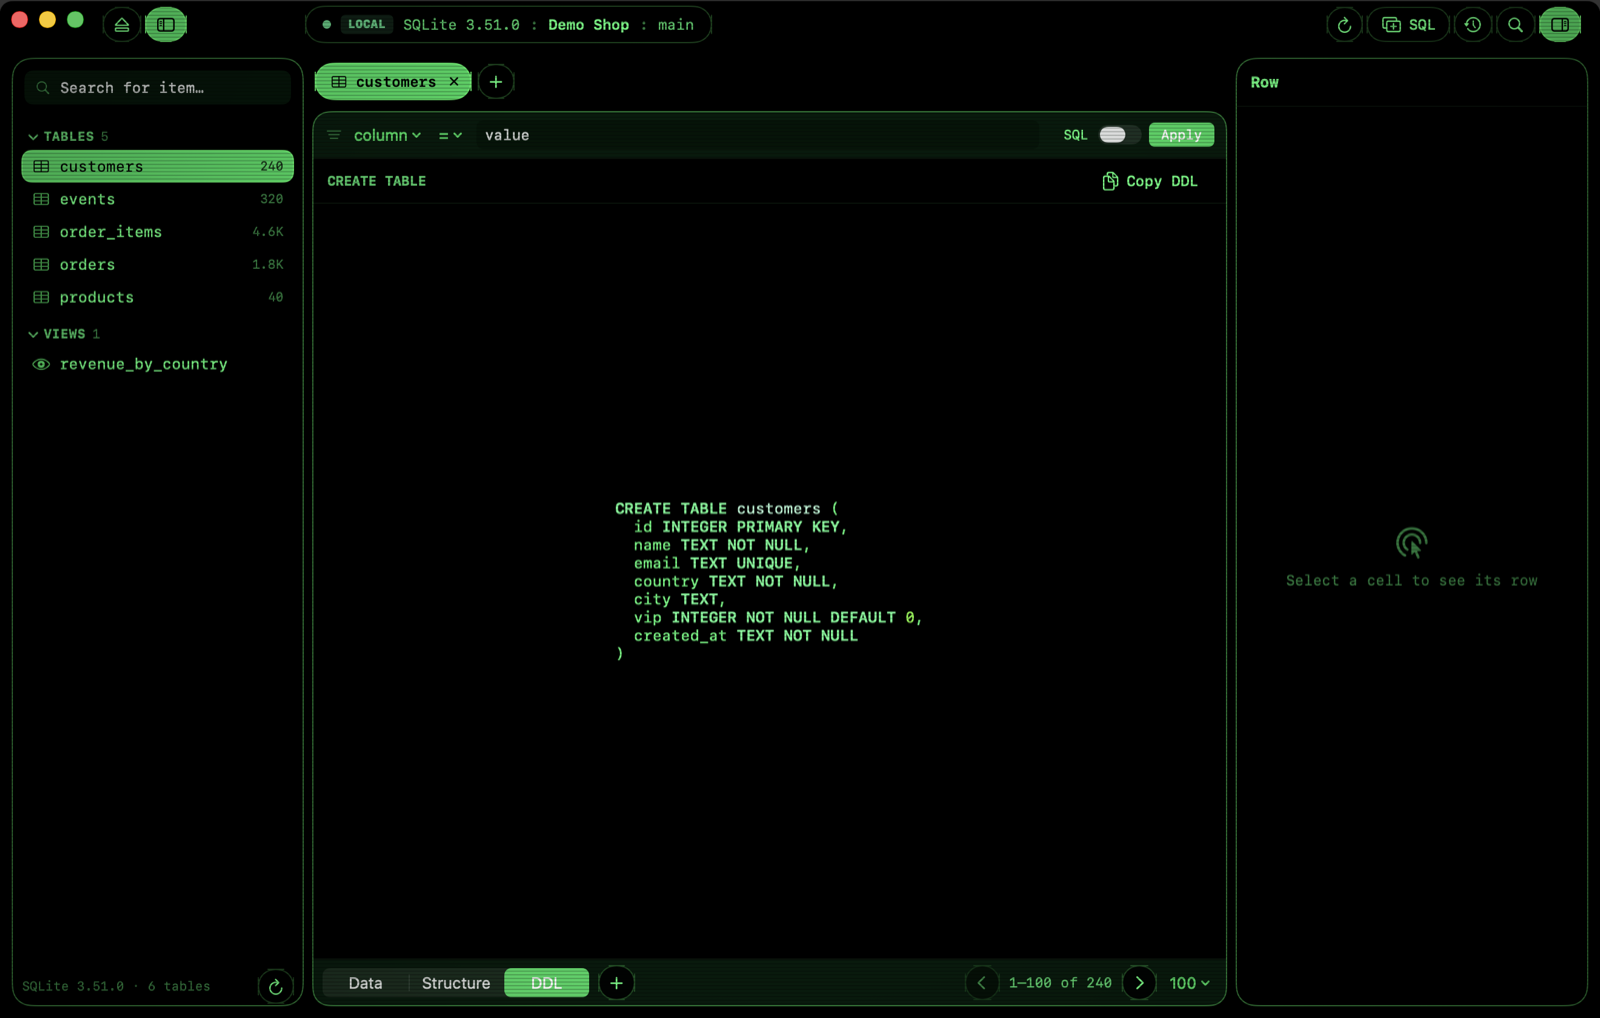 LOCAL SQLite 3.51.0 : Demo Shop : main
SQL
Search for item…
TABLES 5
customers 240
events 320
order_items 4.6K
orders 1.8K
products 40
VIEWS 1
revenue_by_country
SQLite 3.51.0 · 6 tables
customers
column = value SQL Apply
CREATE TABLE Copy DDL
CREATE TABLE customers (
id INTEGER PRIMARY KEY,
name TEXT NOT NULL,
email TEXT UNIQUE,
country TEXT NOT NULL,
city TEXT,
vip INTEGER NOT NULL DEFAULT 0,
created_at TEXT NOT NULL
)
Data Structure DDL 1–100 of 240 100
Row
Select a cell to see its row